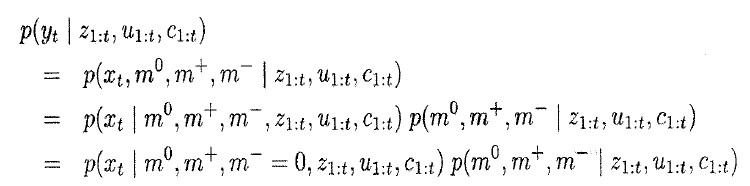 p(y_t | z_{1:t}, u_{1:t}, c_{1:t})
= p(x_t, m^0, m^+, m^- | z_{1:t}, u_{1:t}, c_{1:t})
= p(x_t | m^0, m^+, m^-, z_{1:t}, u_{1:t}, c_{1:t}) p(m^0, m^+, m^- | z_{1:t}, u_{1:t}, c_{1:t})
= p(x_t | m^0, m^+, m^- = 0, z_{1:t}, u_{1:t}, c_{1:t}) p(m^0, m^+, m^- | z_{1:t}, u_{1:t}, c_{1:t})